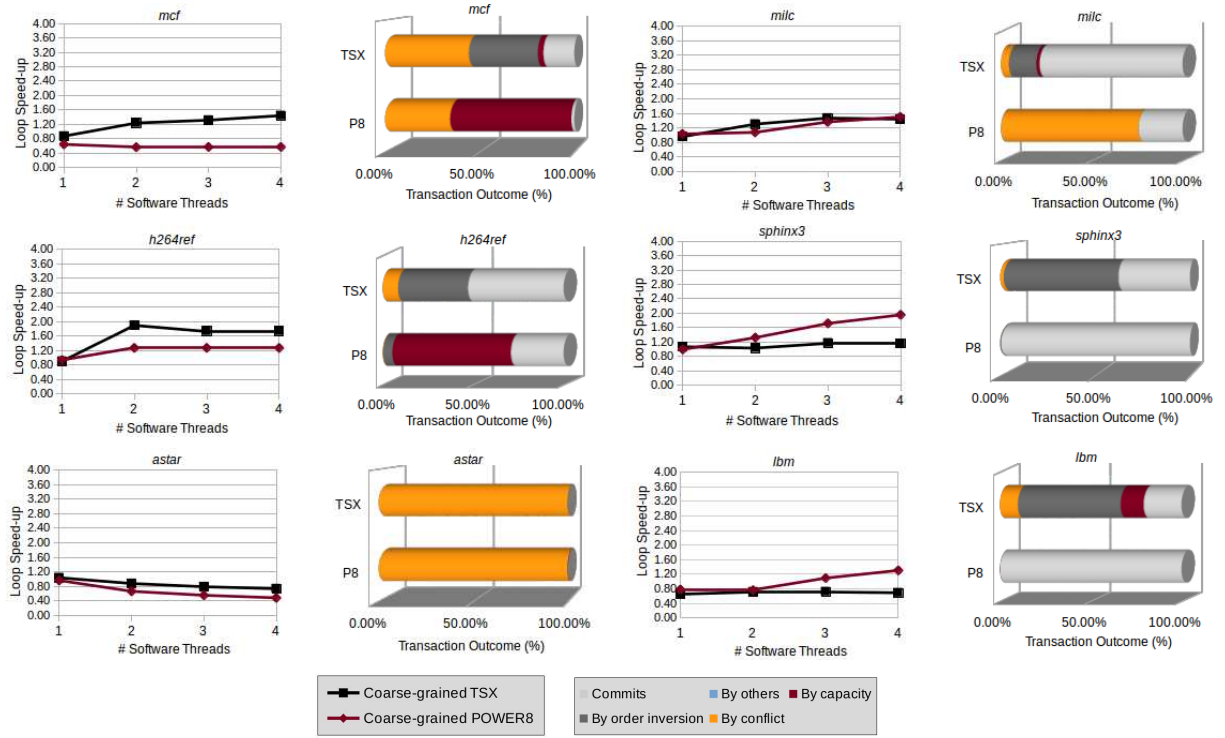 mcf
4.00
3.60
3.20
2.80
2.40
2.00
1.60
1.20
0.80
0.40
0.00
Loop Speed-up
1 2 3 4
# Software Threads
mcf
TSX
P8
0.00% 50.00% 100.00%
Transaction Outcome (%)
milc
4.00
3.60
3.20
2.80
2.40
2.00
1.60
1.20
0.80
0.40
0.00
Loop Speed-up
1 2 3 4
# Software Threads
milc
TSX
P8
0.00% 50.00% 100.00%
Transaction Outcome (%)
h264ref
4.00
3.60
3.20
2.80
2.40
2.00
1.60
1.20
0.80
0.40
0.00
Loop Speed-up
1 2 3 4
# Software Threads
h264ref
TSX
P8
0.00% 50.00% 100.00%
Transaction Outcome (%)
sphinx3
4.00
3.60
3.20
2.80
2.40
2.00
1.60
1.20
0.80
0.40
0.00
Loop Speed-up
1 2 3 4
# Software Threads
sphinx3
TSX
P8
0.00% 50.00% 100.00%
Transaction Outcome (%)
astar
4.00
3.60
3.20
2.80
2.40
2.00
1.60
1.20
0.80
0.40
0.00
Loop Speed-up
1 2 3 4
# Software Threads
astar
TSX
P8
0.00% 50.00% 100.00%
Transaction Outcome (%)
lbm
4.00
3.60
3.20
2.80
2.40
2.00
1.60
1.20
0.80
0.40
0.00
Loop Speed-up
1 2 3 4
# Software Threads
lbm
TSX
P8
0.00% 50.00% 100.00%
Transaction Outcome (%)
Coarse-grained TSX
Coarse-grained POWER8
Commits By others By capacity
By order inversion By conflict